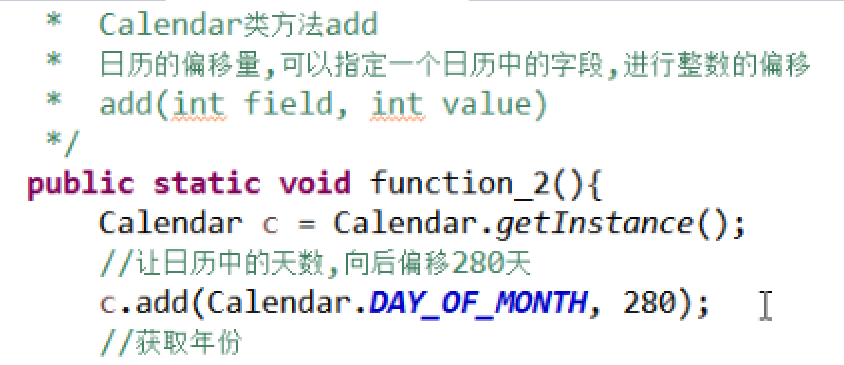 * Calendar类方法add
* 日历的偏移量,可以指定一个日历中的字段,进行整数的偏移
* add(int field, int value)
*/
public static void function_2(){
Calendar c = Calendar.getInstance();
//让日历中的天数,向后偏移280天
c.add(Calendar.DAY_OF_MONTH, 280);
//获取年份